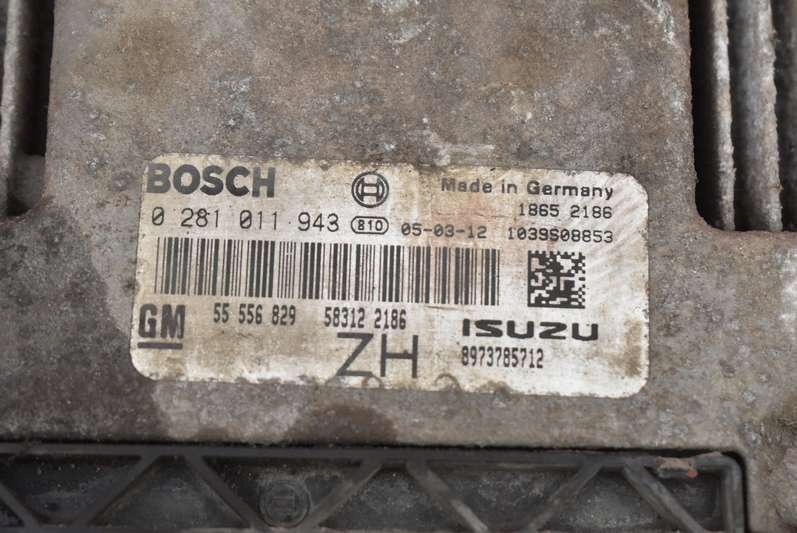 BOSCH Made in Germany
1865 2186
0 281 011 943 810 05-03-12 1039S08853
GM 55 556 829 58312 2186 ISUZU
ZH 8973785712